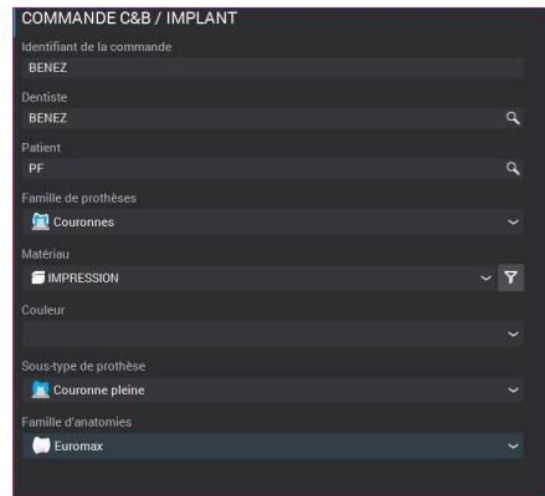 COMMANDE C&B / IMPLANT
Identifiant de la commande
BENEZ
Dentiste
BENEZ
Patient
PF
Famille de prothèses
Couronnes
Matériau
IMPRESSION
Couleur
Sous-type de prothèse
Couronne pleine
Famille d'anatomies
Euromax